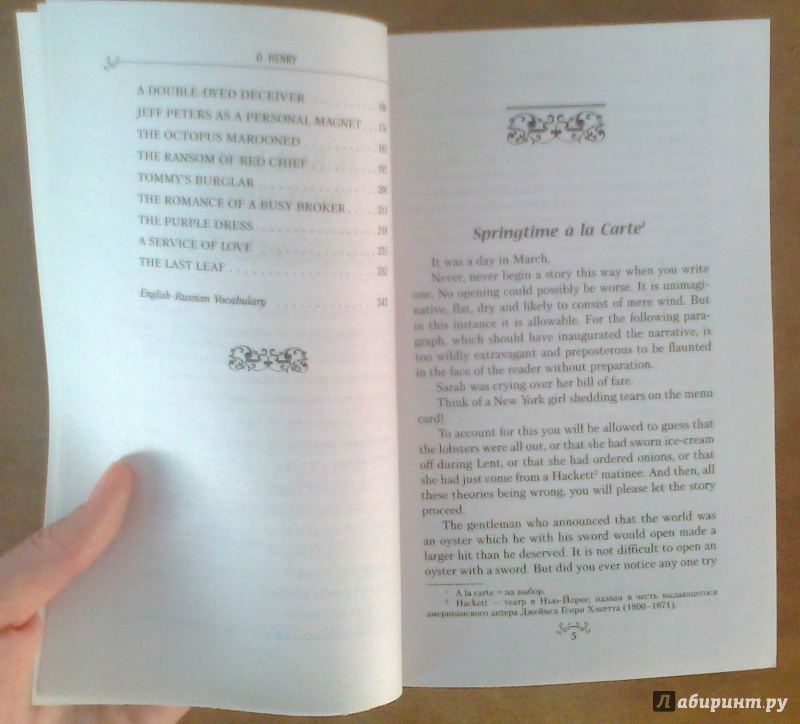 O. HENRY
A DOUBLE-DYED DECEIVER
JEFF PETERS AS A PERSONAL MAGNET 174
THE OCTOPUS MAROONED
THE RANSOM OF RED CHIEF
TOMMY'S BURGLAR
THE ROMANCE OF A BUSY BROKER 211
THE PURPLE DRESS 218
A SERVICE OF LOVE 225
THE LAST LEAF 232
English-Russian Vocabulary 242
Springtime à la Carte¹
It was a day in March.
Never, never begin a story this way when you write
one. No opening could possibly be worse. It is unimagi-
native, flat, dry and likely to consist of mere wind. But
in this instance it is allowable. For the following para-
graph, which should have inaugurated the narrative, is
too wildly extravagant and preposterous to be flaunted
in the face of the reader without preparation.
Sarah was crying over her bill of fare.
Think of a New York girl shedding tears on the menu
card!
To account for this you will be allowed to guess that
the lobsters were all out, or that she had sworn ice-cream
off during Lent, or that she had ordered onions, or that
she had just come from a Hackett² matinee. And then, all
these theories being wrong, you will please let the story
proceed.
The gentleman who announced that the world was
an oyster which he with his sword would open made a
larger hit than he deserved. It is not difficult to open an
oyster with a sword. But did you ever notice any one try
¹ A la carte = на выбор.
² Hackett — театр в Нью-Йорке; назван в честь выдающегося
американского актера Джеймса Генри Хэкетта (1800–1871).
5
Лабиринт.ру